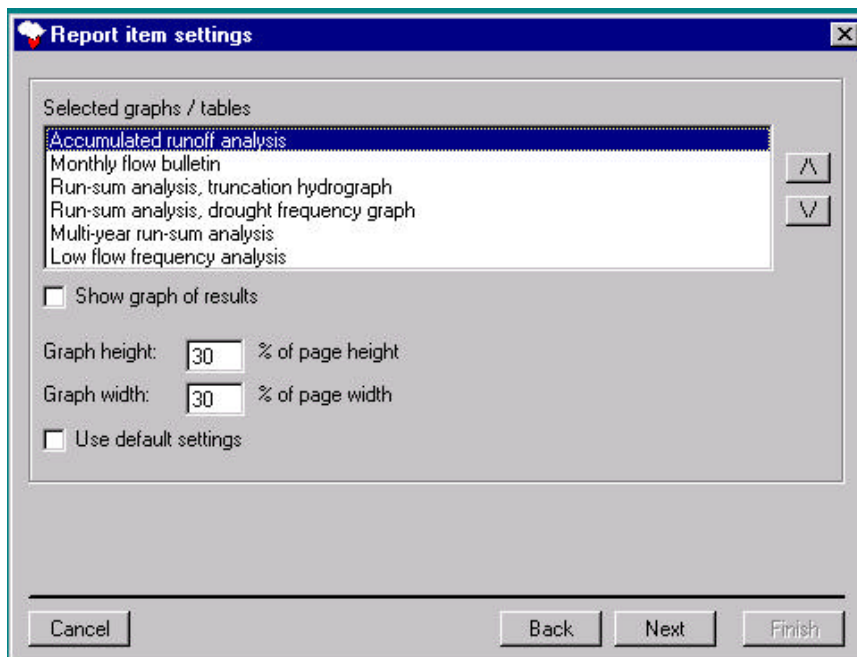 Report item settings
Selected graphs / tables
Accumulated runoff analysis
Monthly flow bulletin
Run-sum analysis, truncation hydrograph
Run-sum analysis, drought frequency graph
Multi-year run-sum analysis
Low flow frequency analysis
/\
\/
Show graph of results
Graph height: 30 % of page height
Graph width: 30 % of page width
Use default settings
Cancel Back Next Finish